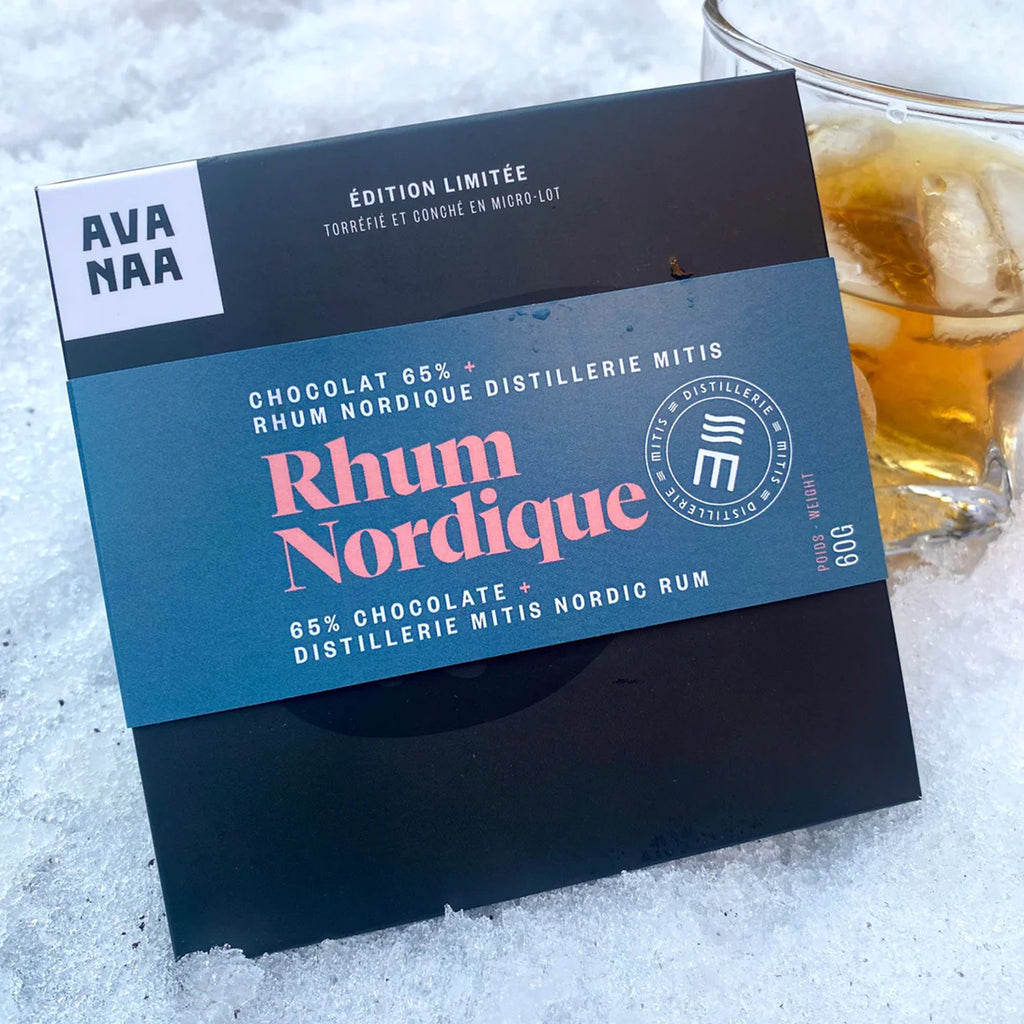 AVA
NAA
ÉDITION LIMITÉE
TORRÉFIÉ ET CONCHÉ EN MICRO-LOT
CHOCOLAT 65% +
RHUM NORDIQUE DISTILLERIE MITIS
Rhum
Nordique
DISTILLERIE MITIS DISTILLERIE MITIS
65% CHOCOLATE +
DISTILLERIE MITIS NORDIC RUM
POIDS · WEIGHT
60G